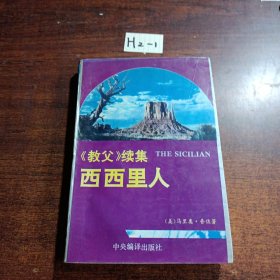 H2-1
《教父》续集
THE SICILIAN
西西里人
(美)马里奥·普佐著
中央编译出版社